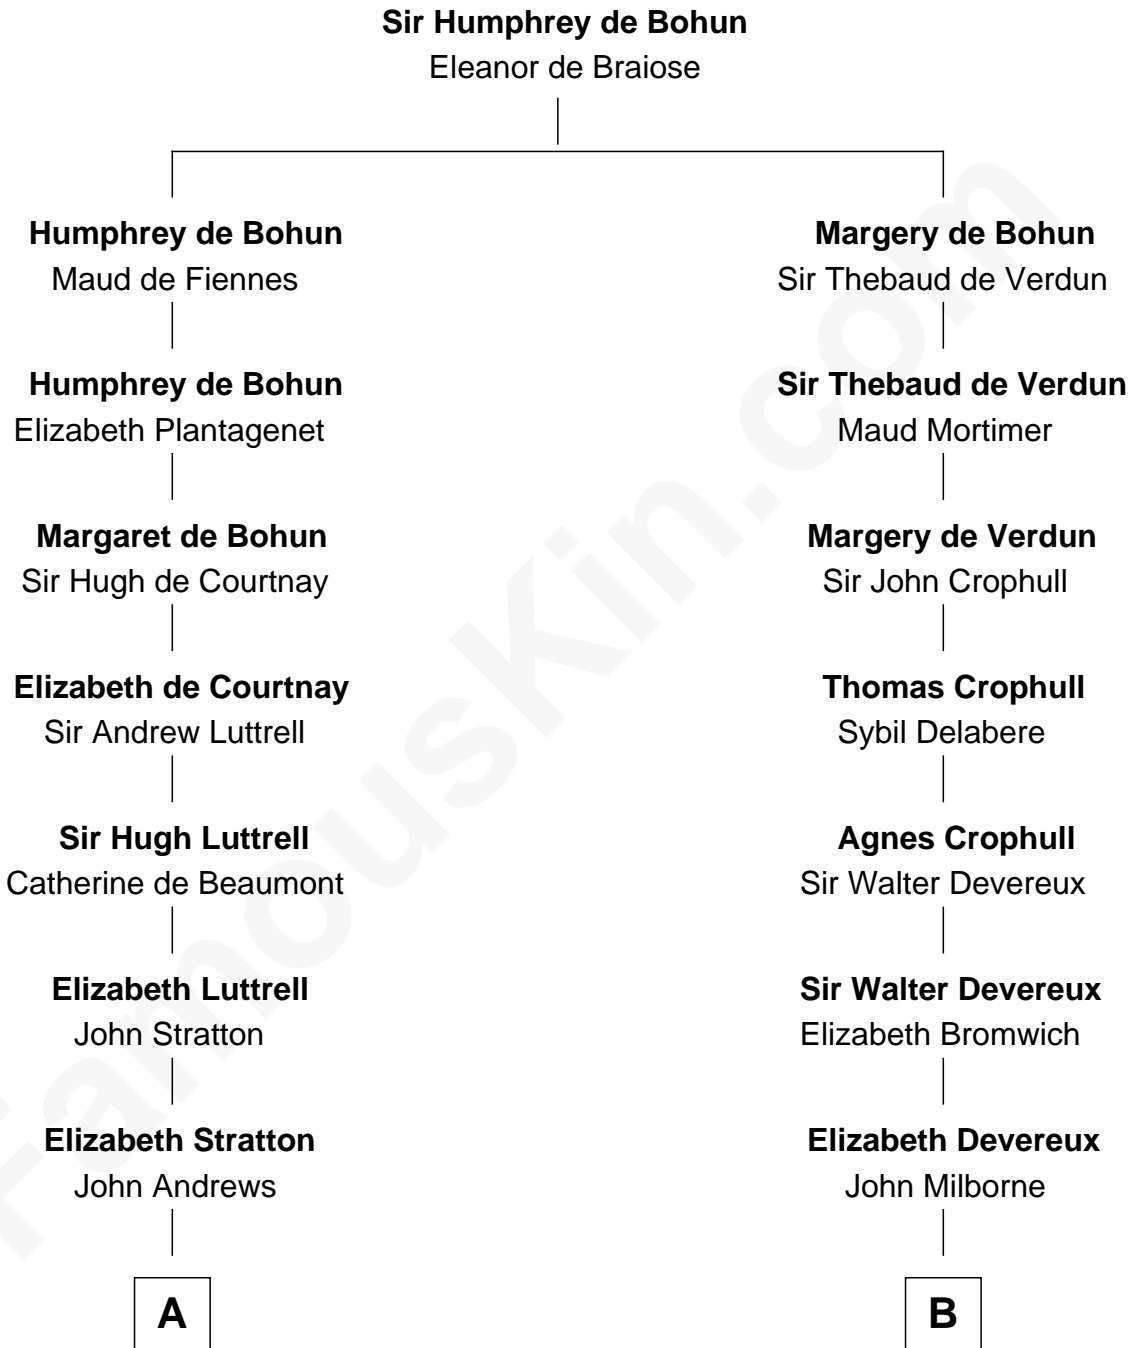 Sir Humphrey de Bohun
Eleanor de Braiose
Humphrey de Bohun
Maud de Fiennes
Humphrey de Bohun
Elizabeth Plantagenet
Margaret de Bohun
Sir Hugh de Courtnay
Elizabeth de Courtnay
Sir Andrew Luttrell
Sir Hugh Luttrell
Catherine de Beaumont
Elizabeth Luttrell
John Stratton
Elizabeth Stratton
John Andrews
A
Margery de Bohun
Sir Thebaud de Verdun
Sir Thebaud de Verdun
Maud Mortimer
Margery de Verdun
Sir John Crophull
Thomas Crophull
Sybil Delabere
Agnes Crophull
Sir Walter Devereux
Sir Walter Devereux
Elizabeth Bromwich
Elizabeth Devereux
John Milborne
B
FamousKin.com